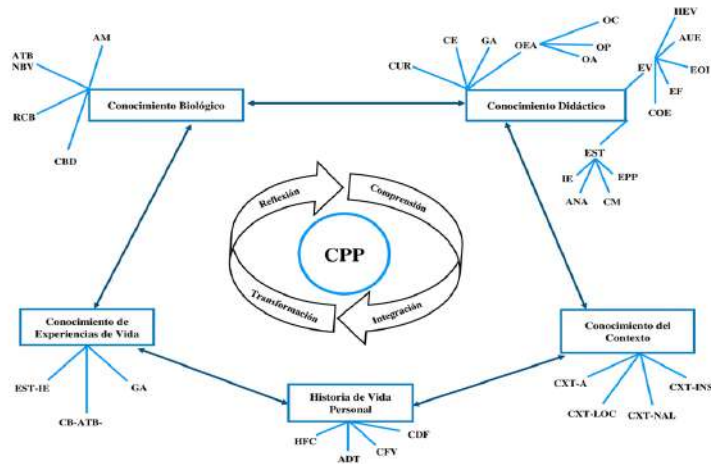 AM
ATB
NBV
RCB
CBD
Conocimiento Biológico
CUR
CE
GA
OEA
OC
OP
OA
Conocimiento Didáctico
HEV
AUE
EV
EOI
EF
COE
EST
IE
ANA
CM
EPP
Reflexión
Comprensión
CPP
Transformación
Integración
Conocimiento de
Experiencias de Vida
EST-IE
CB-ATB-
GA
Historia de Vida
Personal
HFC
ADT
CFV
CDF
Conocimiento del
Contexto
CXT-A
CXT-LOC
CXT-NAL
CXT-INS